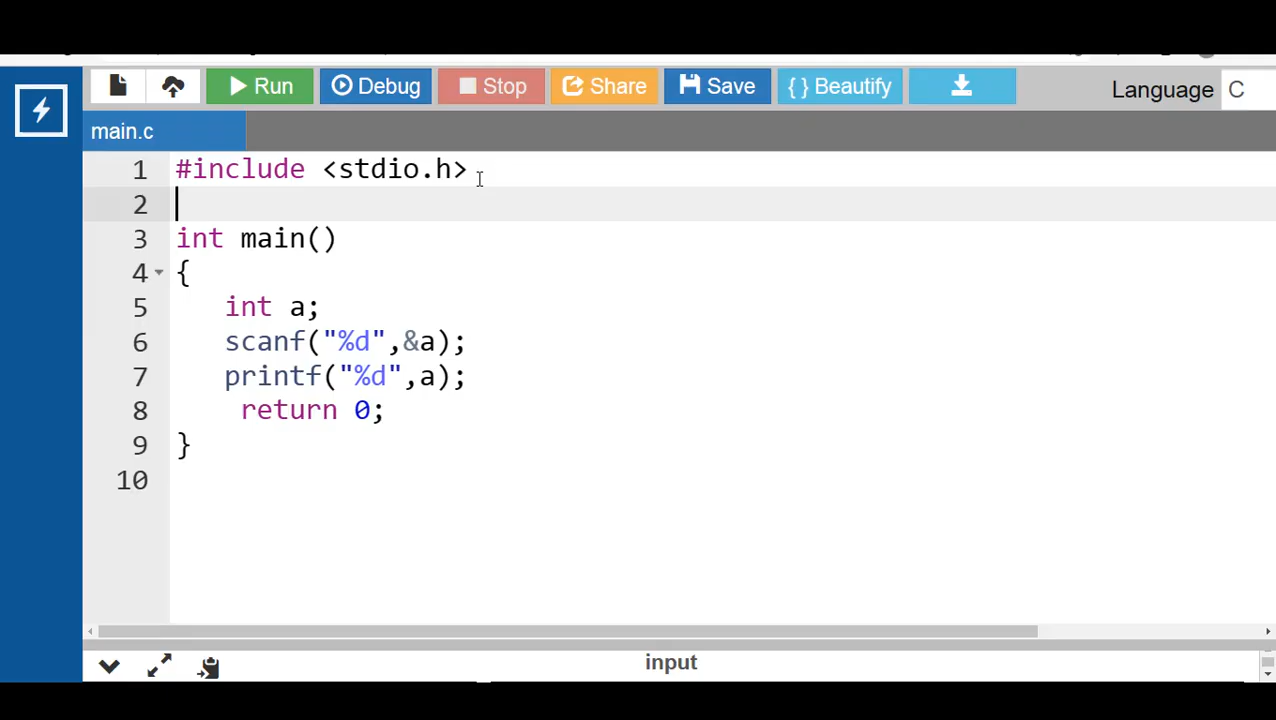 Run Debug Stop Share Save { } Beautify Language C
main.c
1 #include <stdio.h>
2
3 int main()
4 {
5    int a;
6    scanf("%d",&a);
7    printf("%d",a);
8     return 0;
9 }
10
input